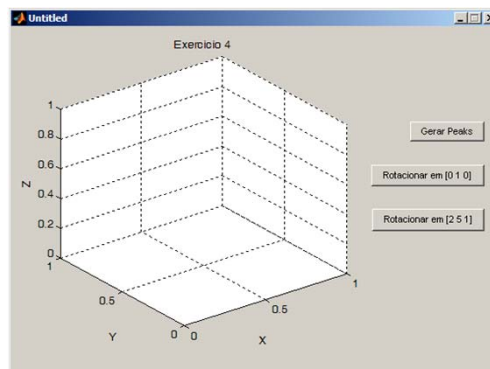 Untitled
Exercicio 4
Gerar Peaks
Rotacionar em [0 1 0]
Rotacionar em [2 5 1]
Z
1
0.8
0.6
0.4
0.2
0
1
0.5
0
Y
0
0.5
1
X